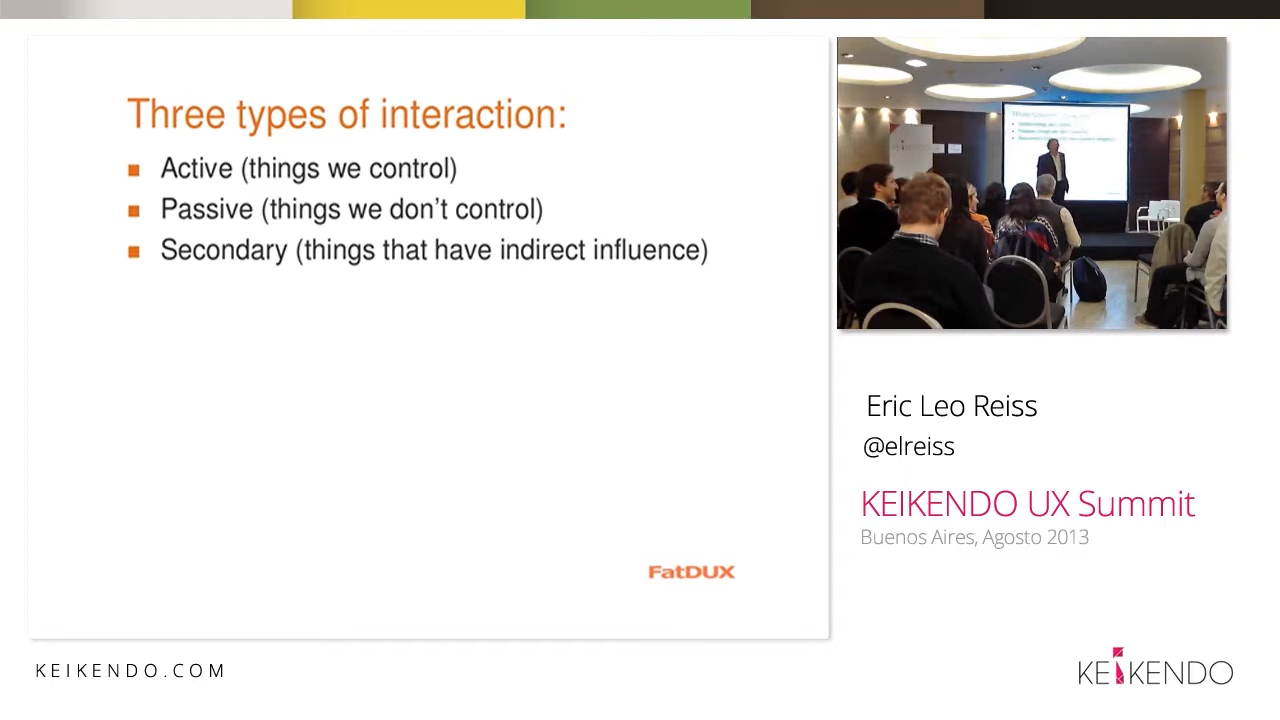 Three types of interaction:
Active (things we control)
Passive (things we don't control)
Secondary (things that have indirect influence)
FatDUX
Eric Leo Reiss
@elreiss
KEIKENDO UX Summit
Buenos Aires, Agosto 2013
KEIKENDO.COM
KEIKENDO